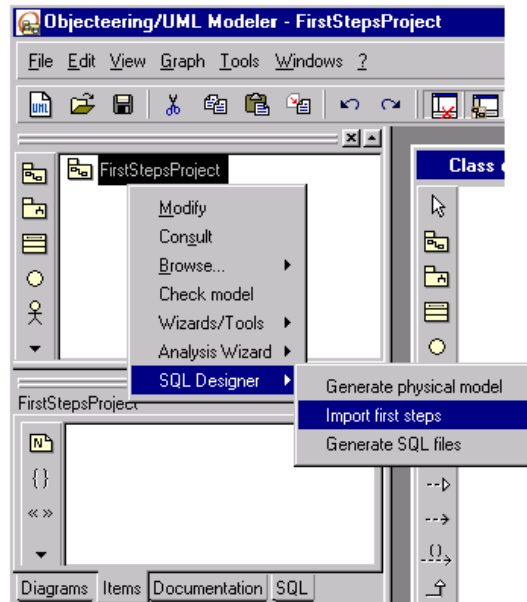 Objecteering/UML Modeler - FirstStepsProject
File Edit View Graph Tools Windows ?
UML
FirstStepsProject
Class
Modify
Consult
Browse...
Check model
Wizards/Tools
Analysis Wizard
SQL Designer
Generate physical model
Import first steps
Generate SQL files
FirstStepsProject
N
{}
« »
()
Diagrams Items Documentation SQL